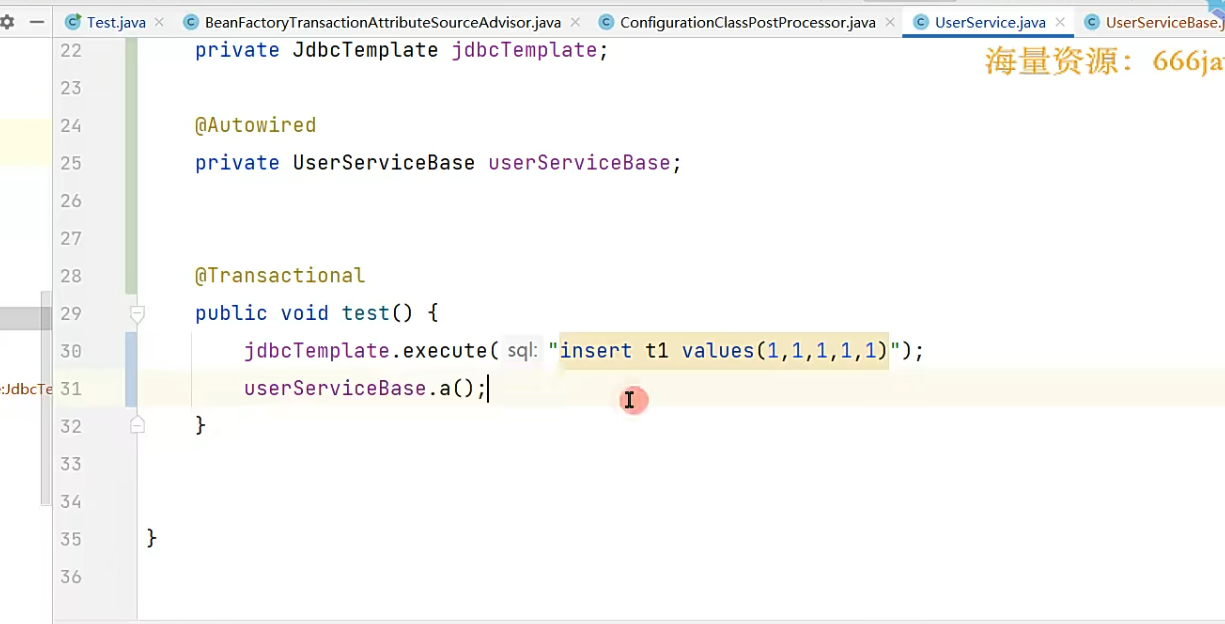 Test.java BeanFactoryTransactionAttributeSourceAdvisor.java ConfigurationClassPostProcessor.java UserService.java UserServiceBase.j
海量资源：666ja
22 private JdbcTemplate jdbcTemplate;
23
24 @Autowired
25 private UserServiceBase userServiceBase;
26
27
28 @Transactional
29 public void test() {
30 jdbcTemplate.execute( sql: "insert t1 values(1,1,1,1,1)");
:JdbcTe 31 userServiceBase.a();
32 }
33
34
35 }
36